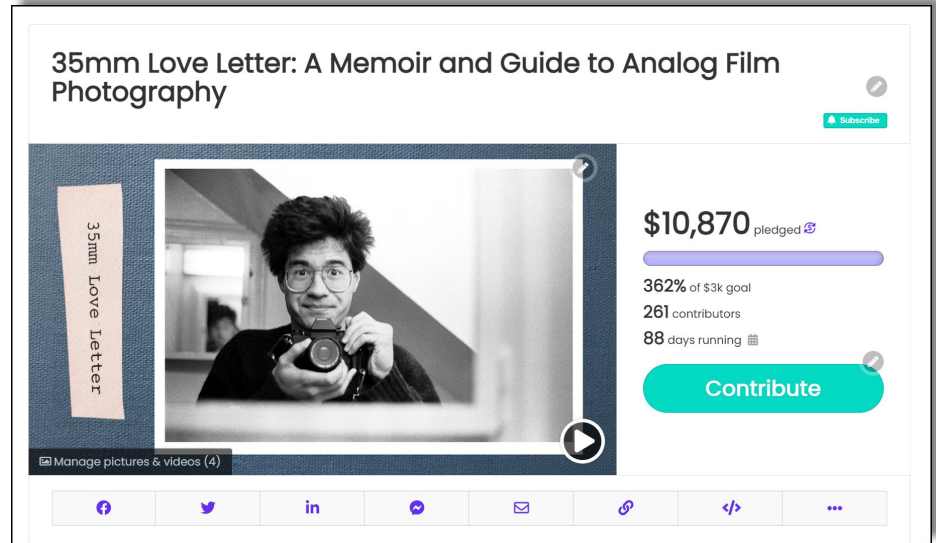 35mm Love Letter: A Memoir and Guide to Analog Film
Photography
Subscribe
35mm Love Letter
Manage pictures & videos (4)
$10,870 pledged
362% of $3k goal
261 contributors
88 days running
Contribute